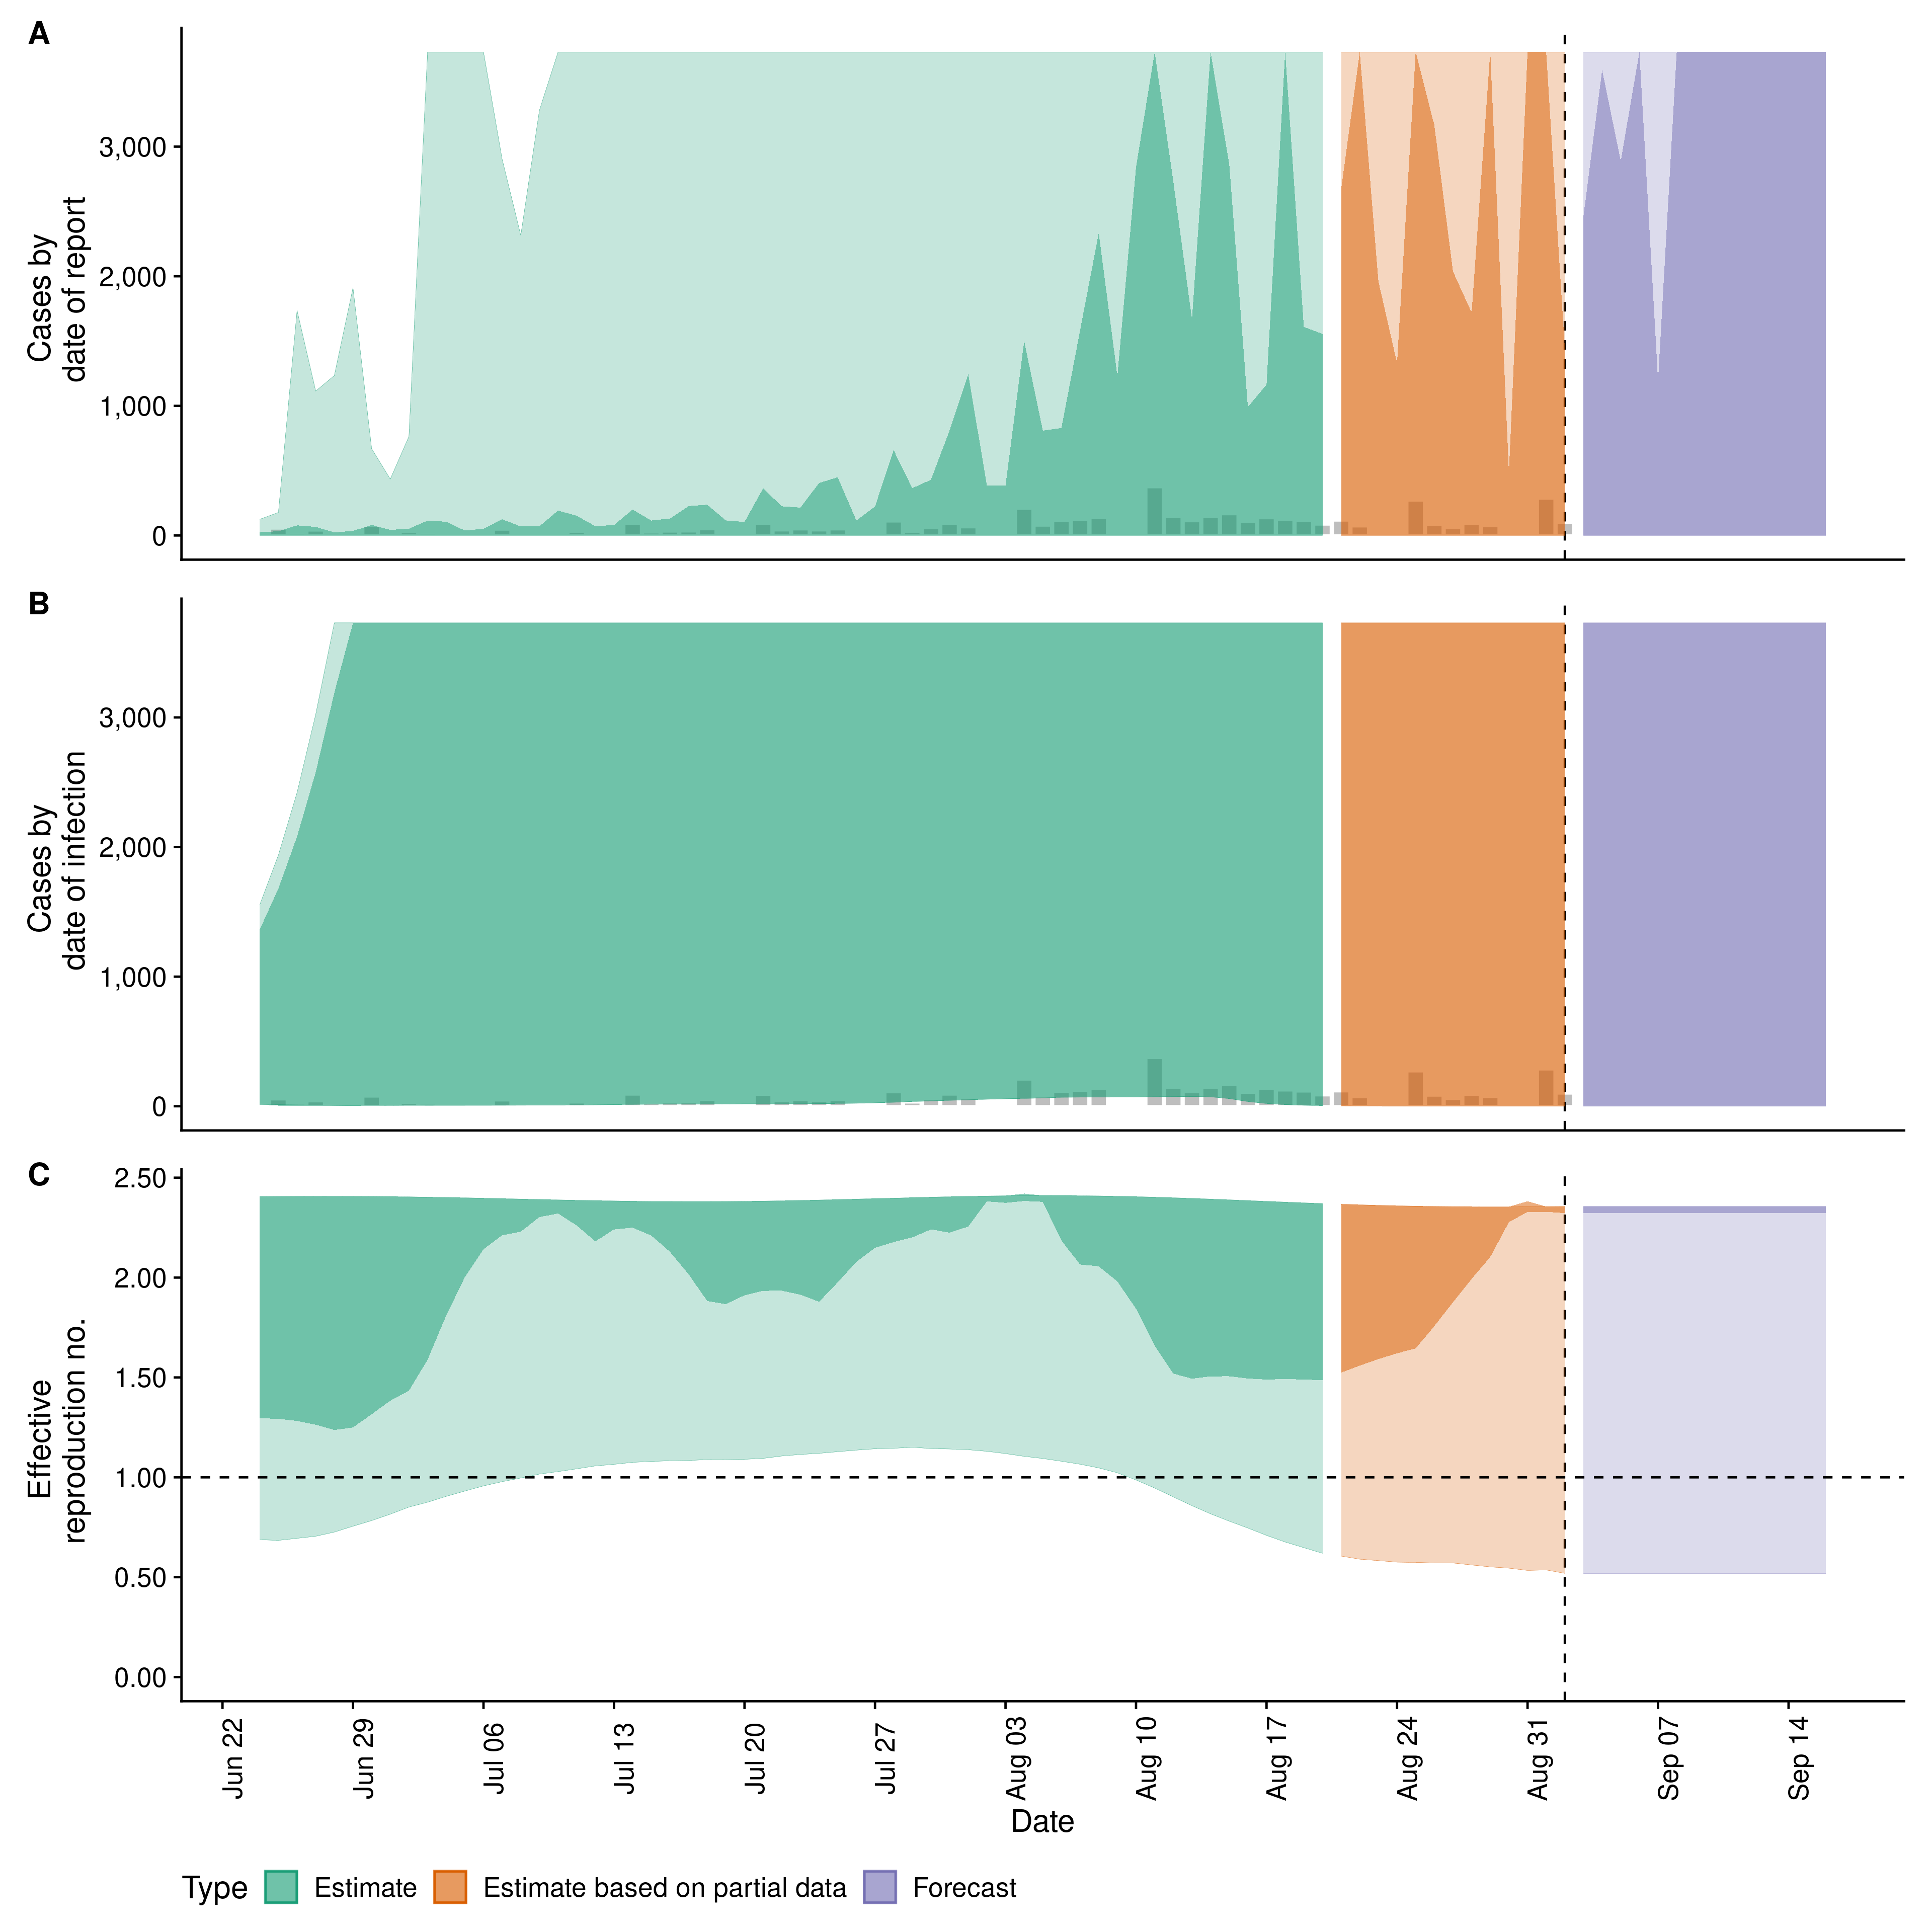 A
Cases by
date of report
3,000
2,000
1,000
0
B
Cases by
date of infection
3,000
2,000
1,000
0
C
Effective
reproduction no.
2.50
2.00
1.50
1.00
0.50
0.00
Jun 22
Jun 29
Jul 06
Jul 13
Jul 20
Jul 27
Aug 03
Aug 10
Aug 17
Aug 24
Aug 31
Sep 07
Sep 14
Date
Type
Estimate
Estimate based on partial data
Forecast